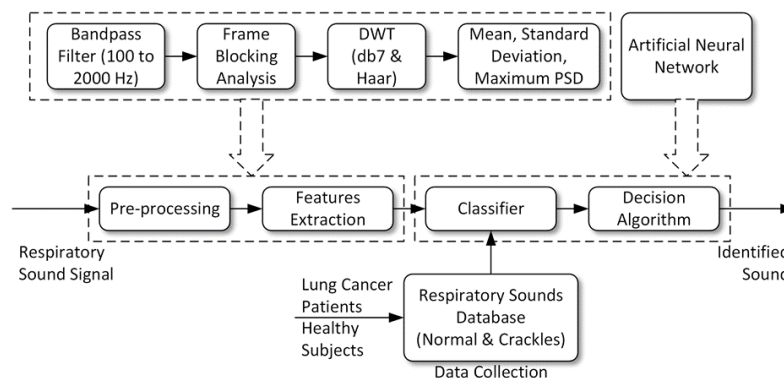 Bandpass
Filter (100 to
2000 Hz)
Frame
Blocking
Analysis
DWT
(db7 &
Haar)
Mean, Standard
Deviation,
Maximum PSD
Artificial Neural
Network
Pre-processing
Features
Extraction
Classifier
Decision
Algorithm
Respiratory
Sound Signal
Identified
Sound
Lung Cancer
Patients
Healthy
Subjects
Respiratory Sounds
Database
(Normal & Crackles)
Data Collection